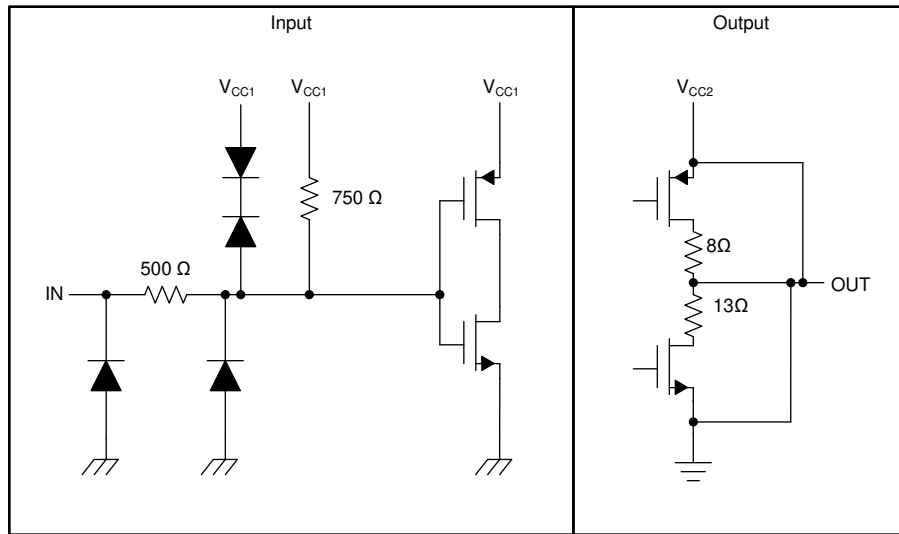 Input
Output
VCC1
VCC1
VCC1
VCC2
750 Ω
8Ω
500 Ω
IN
OUT
13Ω